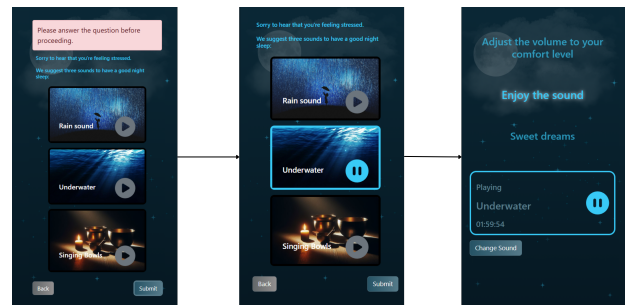 Please answer the question before
proceeding.
Sorry to hear that you're feeling stressed.
We suggest three sounds to have a good night
sleep:
Rain sound
Underwater
Singing Bowls
Back
Submit
Sorry to hear that you're feeling stressed.
We suggest three sounds to have a good night
sleep:
Rain sound
Underwater
Singing Bowls
Back
Submit
Adjust the volume to your
comfort level
Enjoy the sound
Sweet dreams
Playing
Underwater
01:59:54
Change Sound